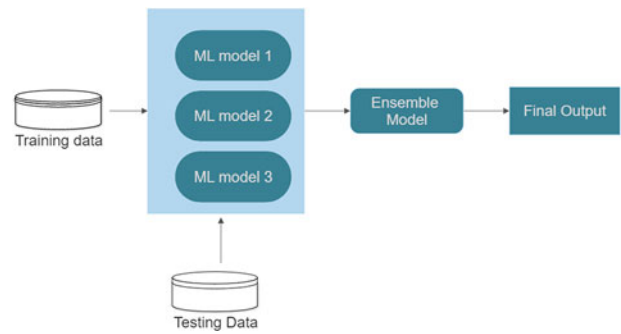 ML model 1
Training data
ML model 2
ML model 3
Ensemble
Model
Final Output
Testing Data